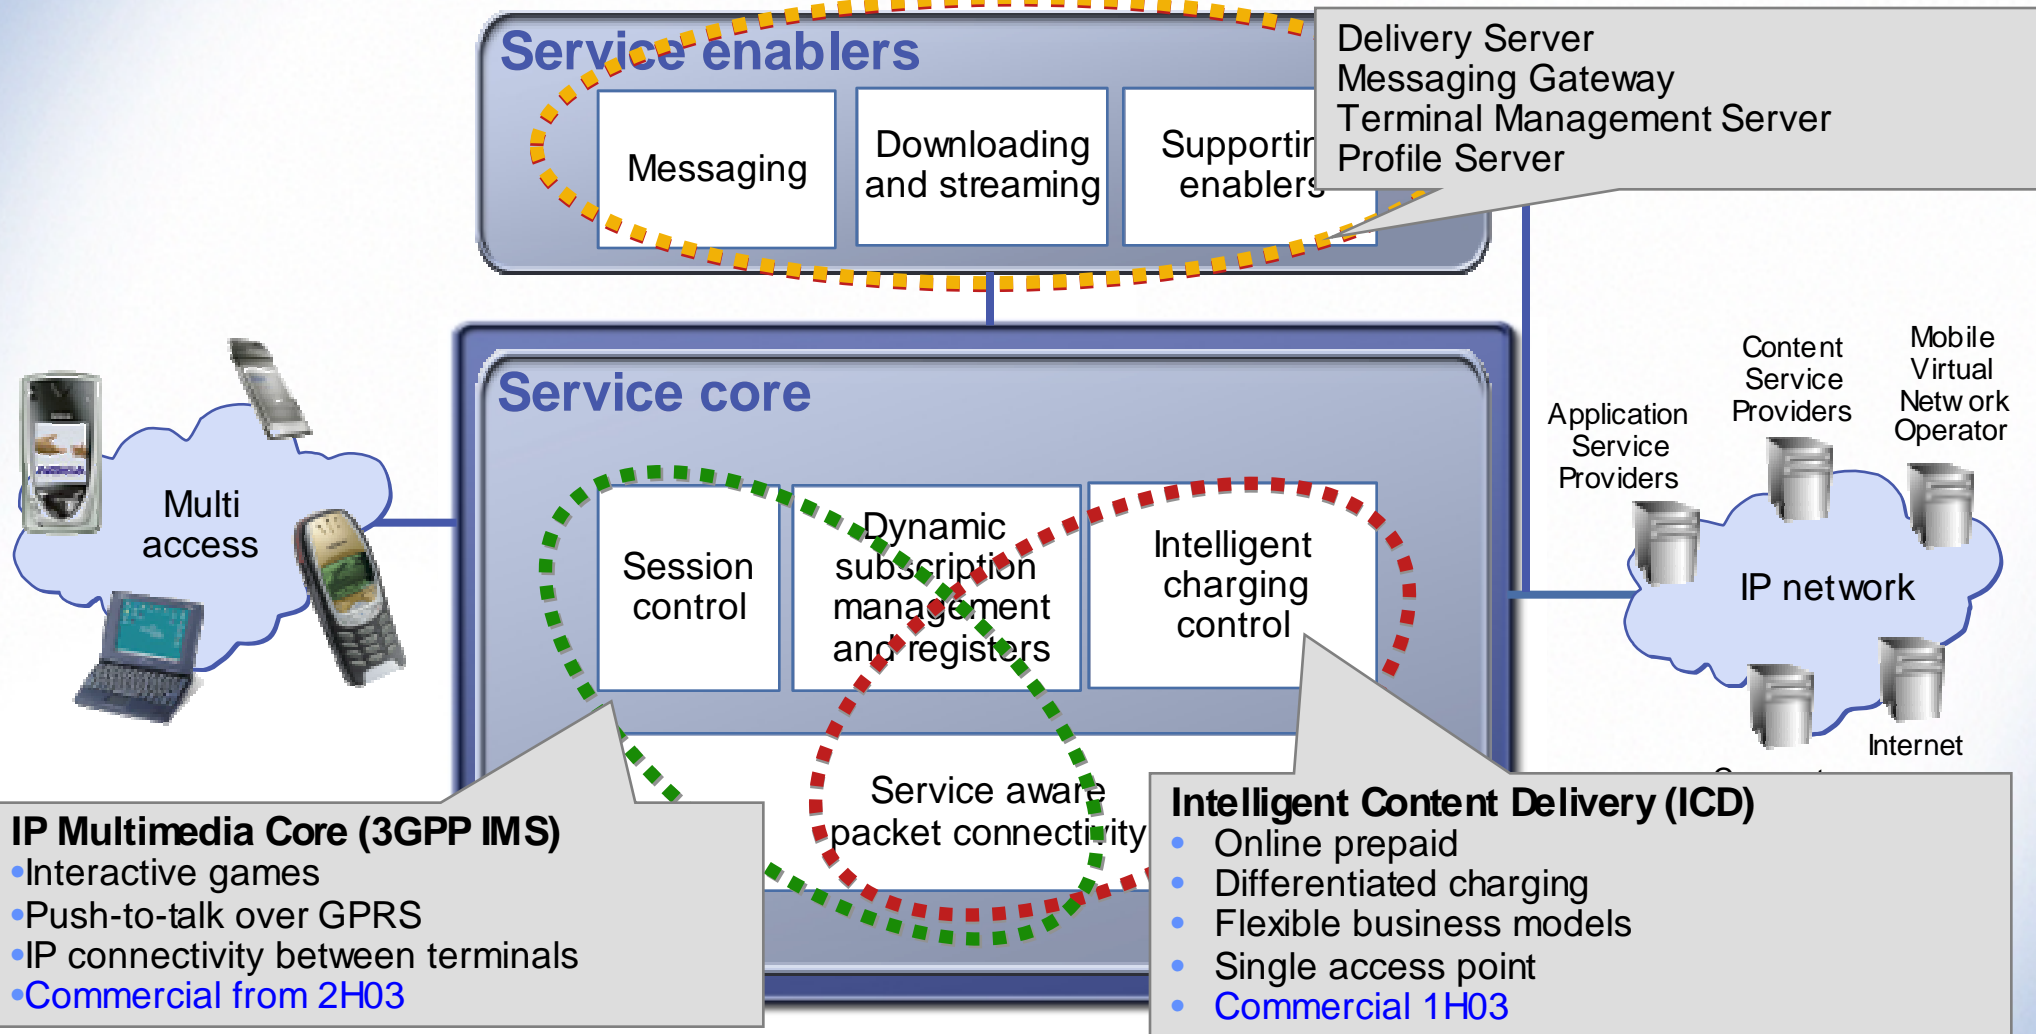 Service enablers
Messaging
Downloading
and streaming
enablers
Delivery Server
Messaging Gateway
Terminal Management Server
Profile Server
Service core
Session
control
Dynamic
subscription
management
and registers
Intelligent
charging
control
Service aware
packet connectivity
Multi
access
Application
Service
Providers
Content
Service
Providers
Mobile
Virtual
Network
Operator
IP network
Internet
IP Multimedia Core (3GPP IMS)
•Interactive games
•Push-to-talk over GPRS
•IP connectivity between terminals
•Commercial from 2H03
Intelligent Content Delivery (ICD)
• Online prepaid
• Differentiated charging
• Flexible business models
• Single access point
• Commercial 1H03